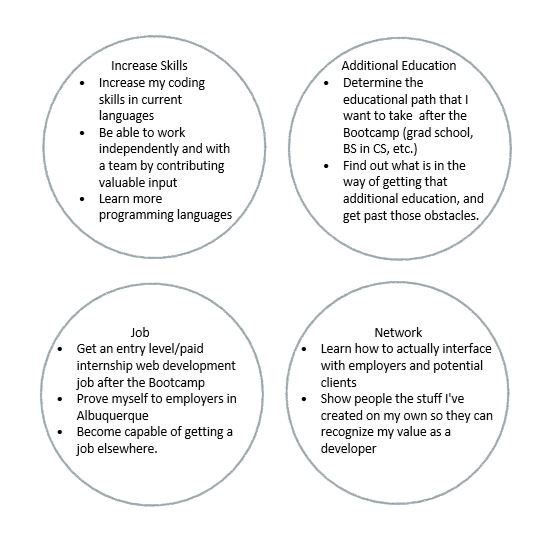 Increase Skills
• Increase my coding
skills in current
languages
• Be able to work
independently and with
a team by contributing
valuable input
• Learn more
programming languages
Additional Education
• Determine the
educational path that I
want to take after the
Bootcamp (grad school,
BS in CS, etc.)
• Find out what is in the
way of getting that
additional education, and
get past those obstacles.
Job
• Get an entry level/paid
internship web development
job after the Bootcamp
• Prove myself to employers in
Albuquerque
• Become capable of getting a
job elsewhere.
Network
• Learn how to actually interface
with employers and potential
clients
• Show people the stuff I've
created on my own so they can
recognize my value as a
developer